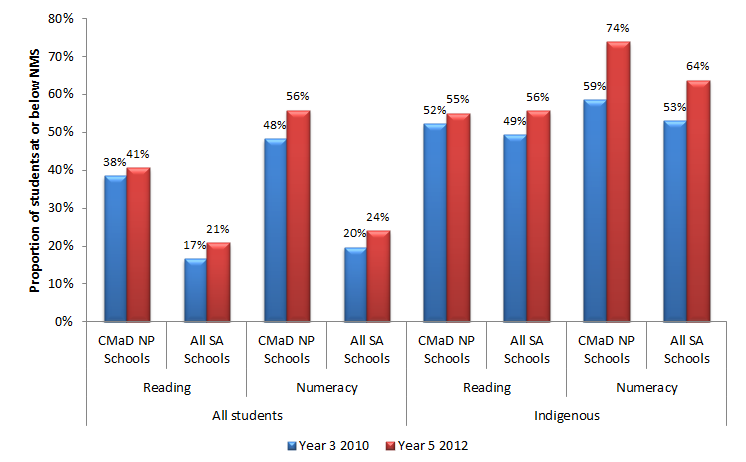 Proportion of students at or below NMS
80%
70%
60%
50%
40%
30%
20%
10%
0%
38% 41% 17% 21% 48% 56% 20% 24% 52% 55% 49% 56% 59% 74% 53% 64%
CMaD NP Schools
All SA Schools
CMaD NP Schools
All SA Schools
CMaD NP Schools
All SA Schools
CMaD NP Schools
All SA Schools
Reading Numeracy Reading Numeracy
All students Indigenous
Year 3 2010 Year 5 2012